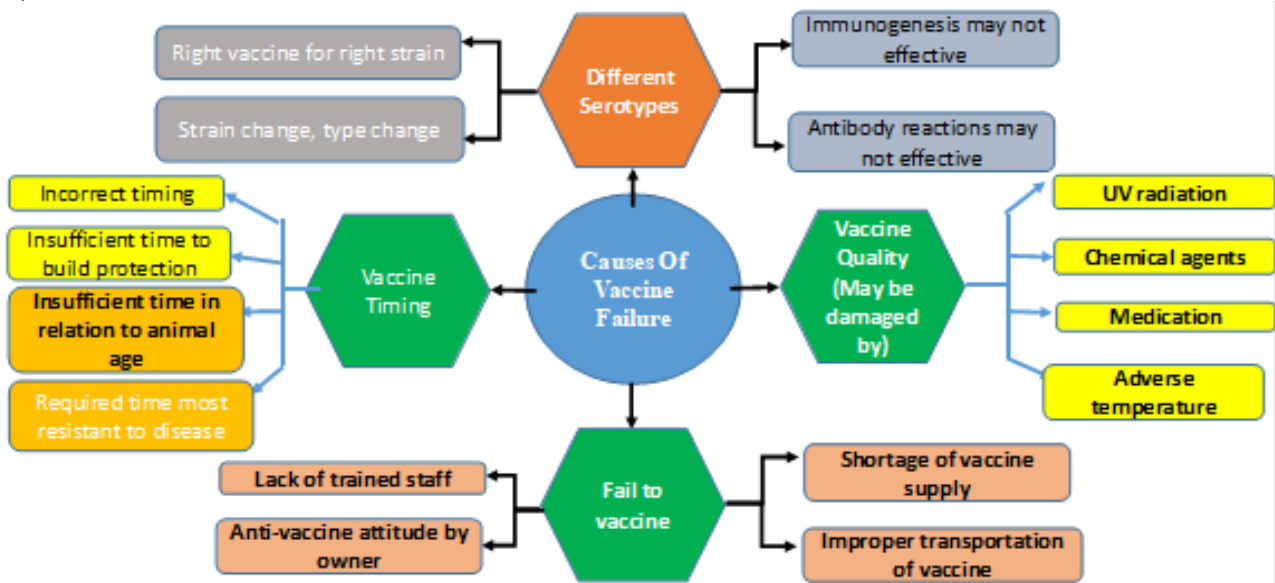 Right vaccine for right strain
Strain change, type change
Different
Serotypes
Immunogenesis may not
effective
Antibody reactions may
not effective
Incorrect timing
Insufficient time to
build protection
Insufficient time in
relation to animal
age
Required time most
resistant to disease
Vaccine
Timing
Causes Of
Vaccine
Failure
Vaccine
Quality
(May be
damaged
by)
UV radiation
Chemical agents
Medication
Adverse
temperature
Lack of trained staff
Anti-vaccine attitude by
owner
Fail to
vaccine
Shortage of vaccine
supply
Improper transportation
of vaccine